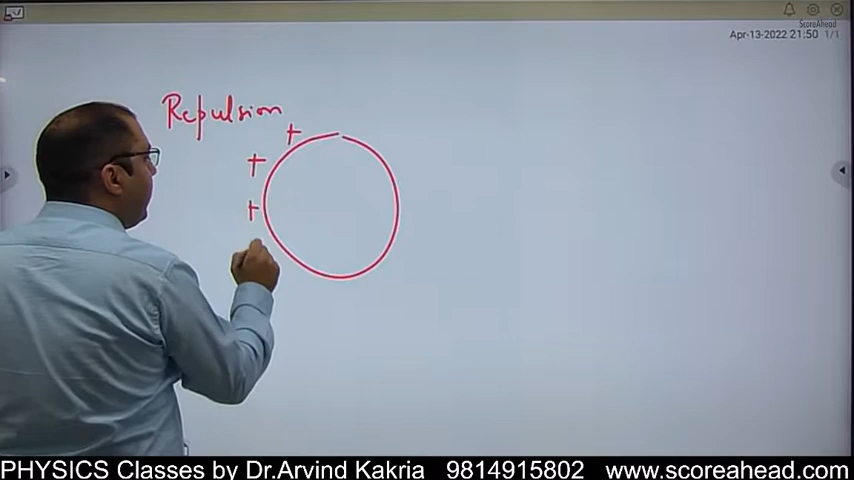 ScoreAhead
Apr-13-2022 21:50 1/1
Repulsion
+
+
+
PHYSICS Classes by Dr.Arvind Kakria 9814915802 www.scoreahead.com